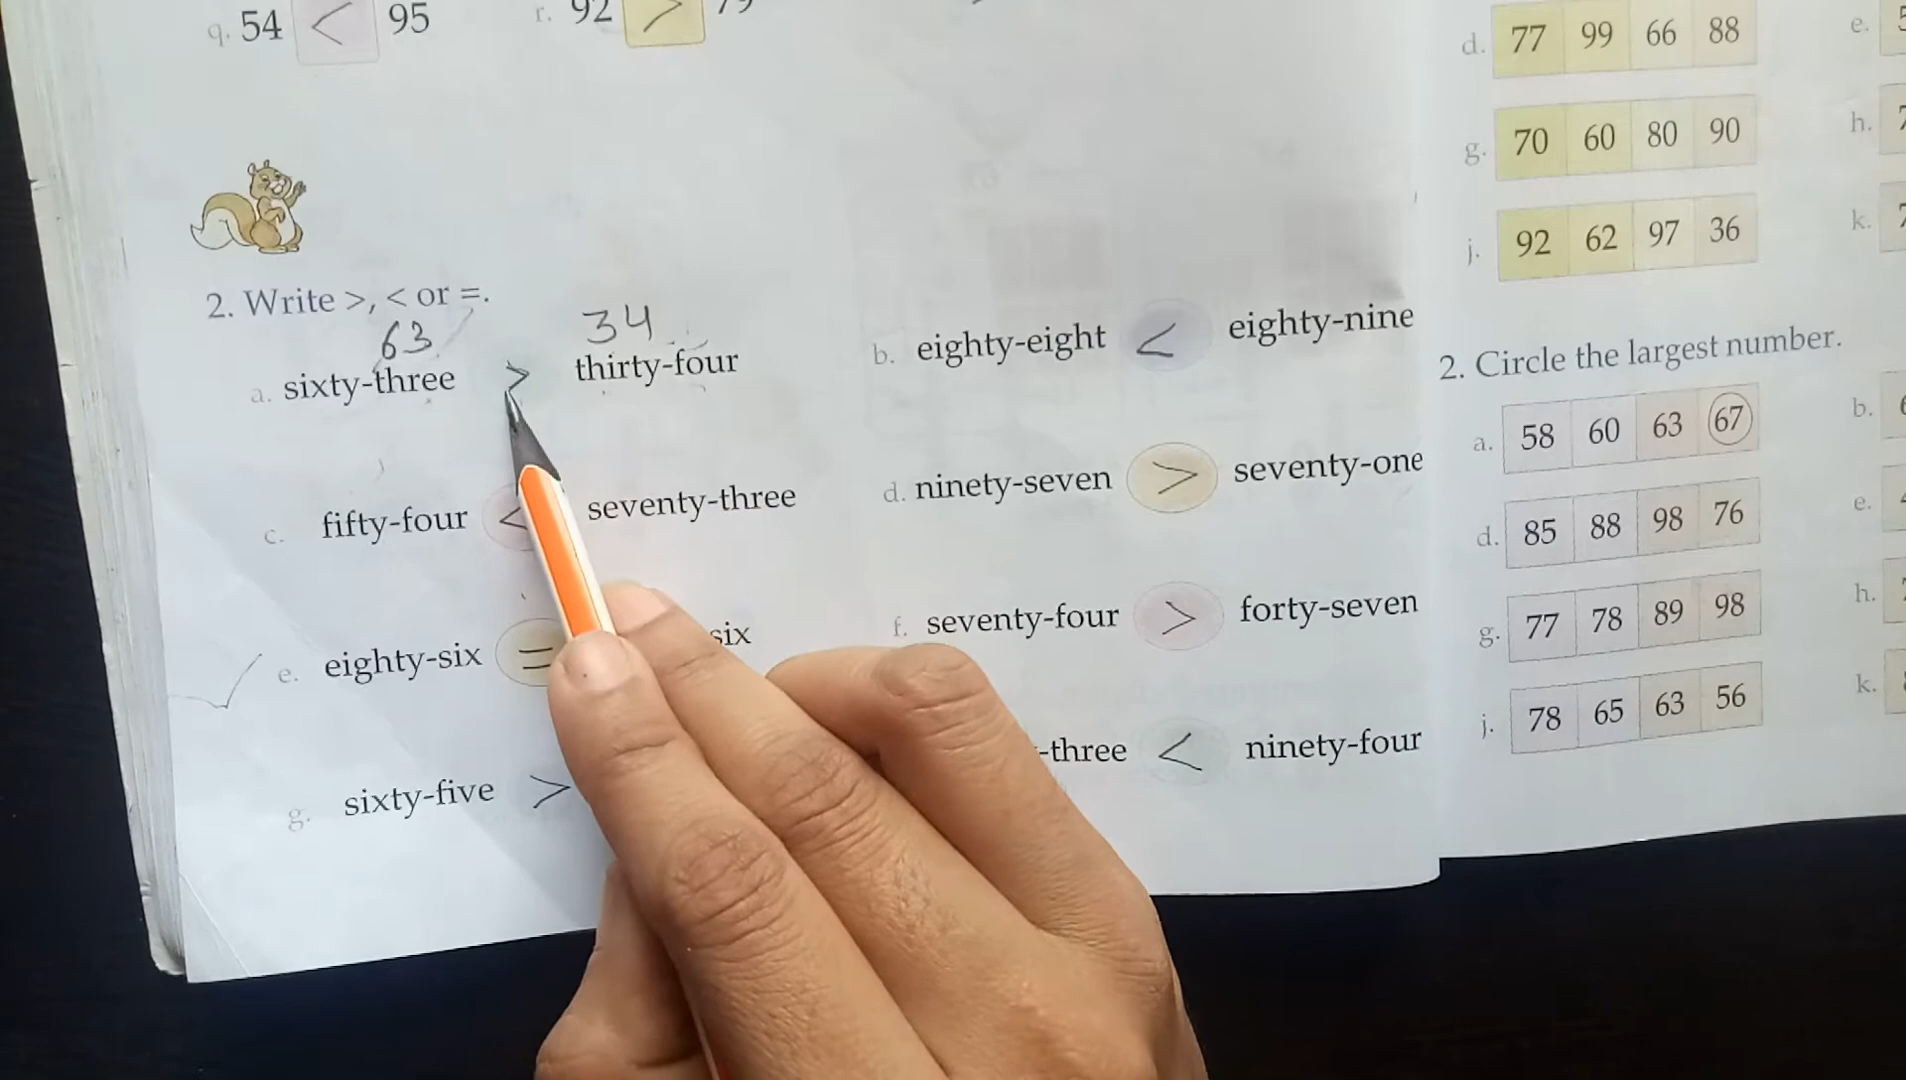 q. 54 < 95 r. 92 >
2. Write >, < or =.
63 34
a. sixty-three > thirty-four b. eighty-eight < eighty-nine
c. fifty-four < seventy-three d. ninety-seven > seventy-one
e. eighty-six = six f. seventy-four > forty-seven
g. sixty-five > -three < ninety-four
d. 77 99 66 88 e.
g. 70 60 80 90 h.
j. 92 62 97 36 k.
2. Circle the largest number.
a. 58 60 63 67 b.
d. 85 88 98 76 e.
g. 77 78 89 98 h.
j. 78 65 63 56 k.